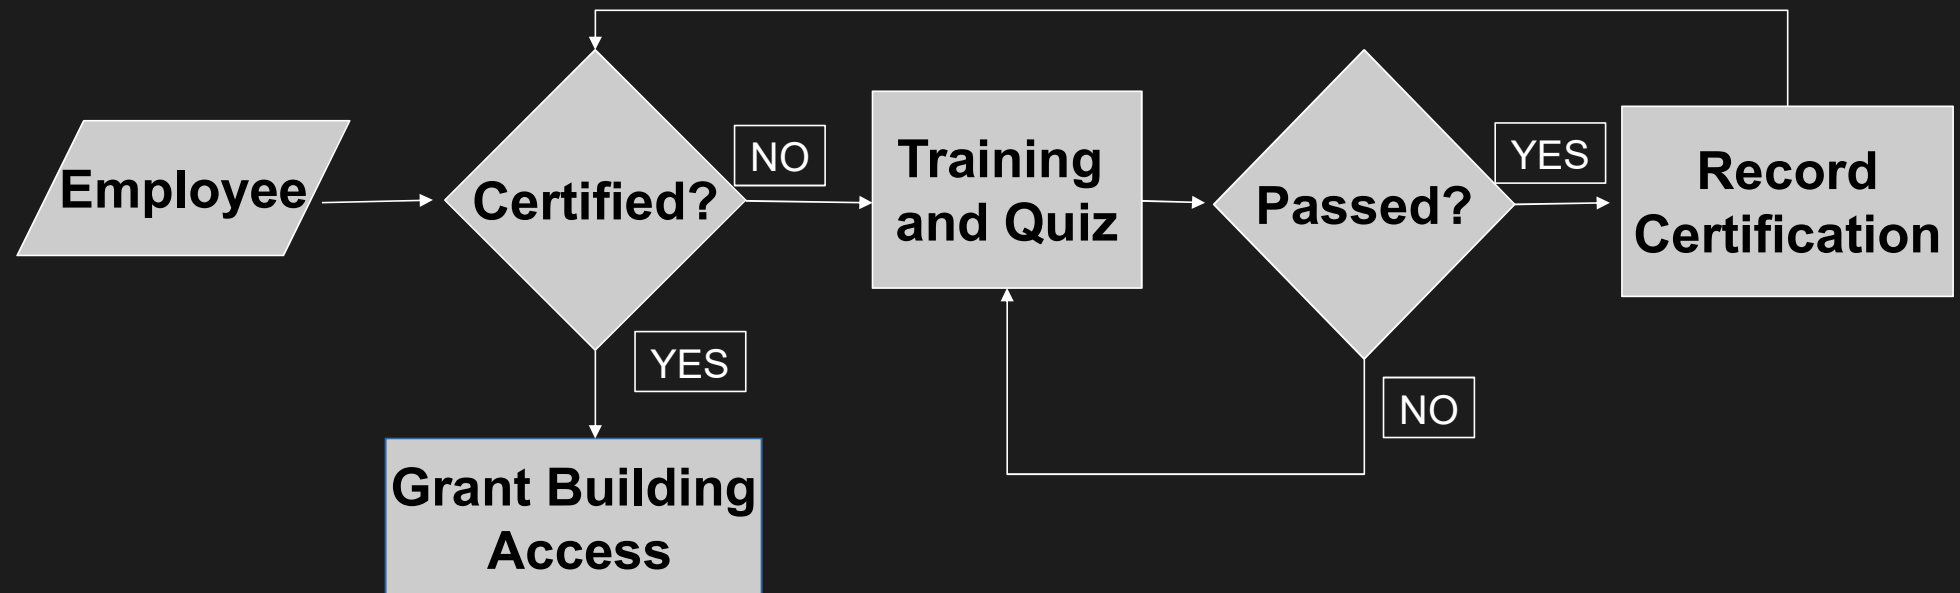 Employee
Certified?
NO
YES
Grant Building
Access
Training
and Quiz
Passed?
YES
NO
Record
Certification